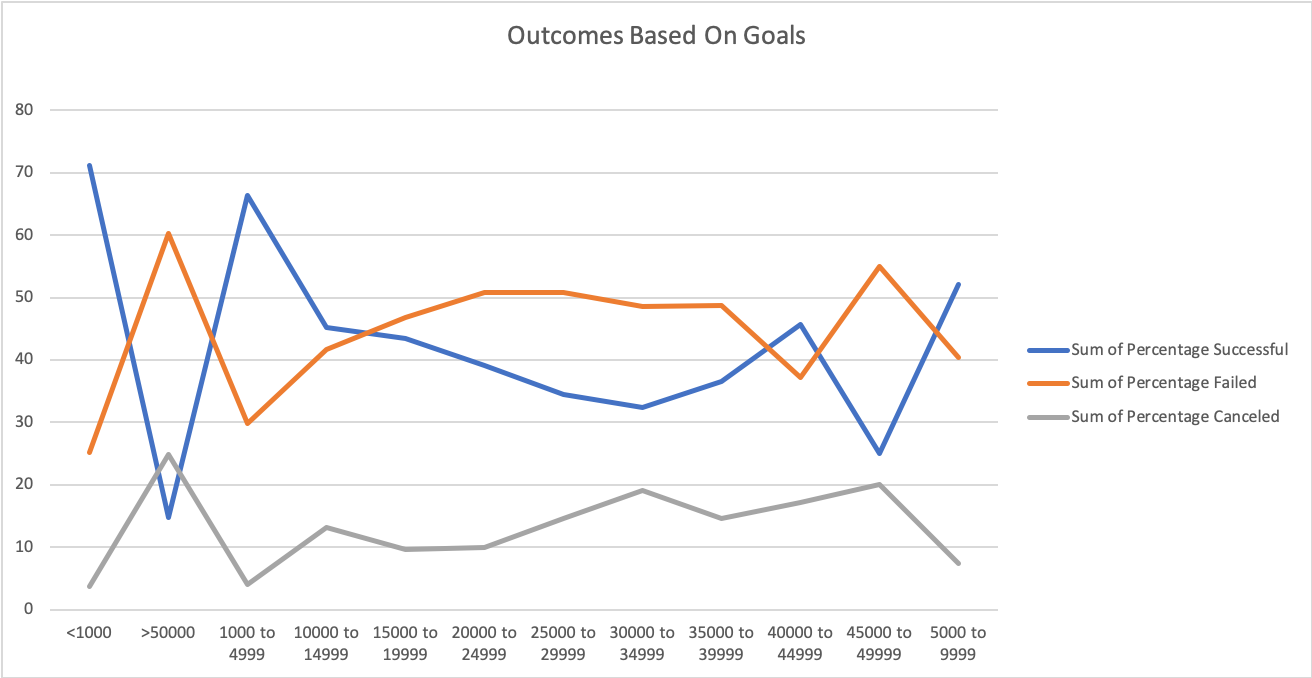 Outcomes Based On Goals
80
70
60
50
40
30
20
10
0
<1000
>50000
1000 to
4999
10000 to
14999
15000 to
19999
20000 to
24999
25000 to
29999
30000 to
34999
35000 to
39999
40000 to
44999
45000 to
49999
5000 to
9999
Sum of Percentage Successful
Sum of Percentage Failed
Sum of Percentage Canceled